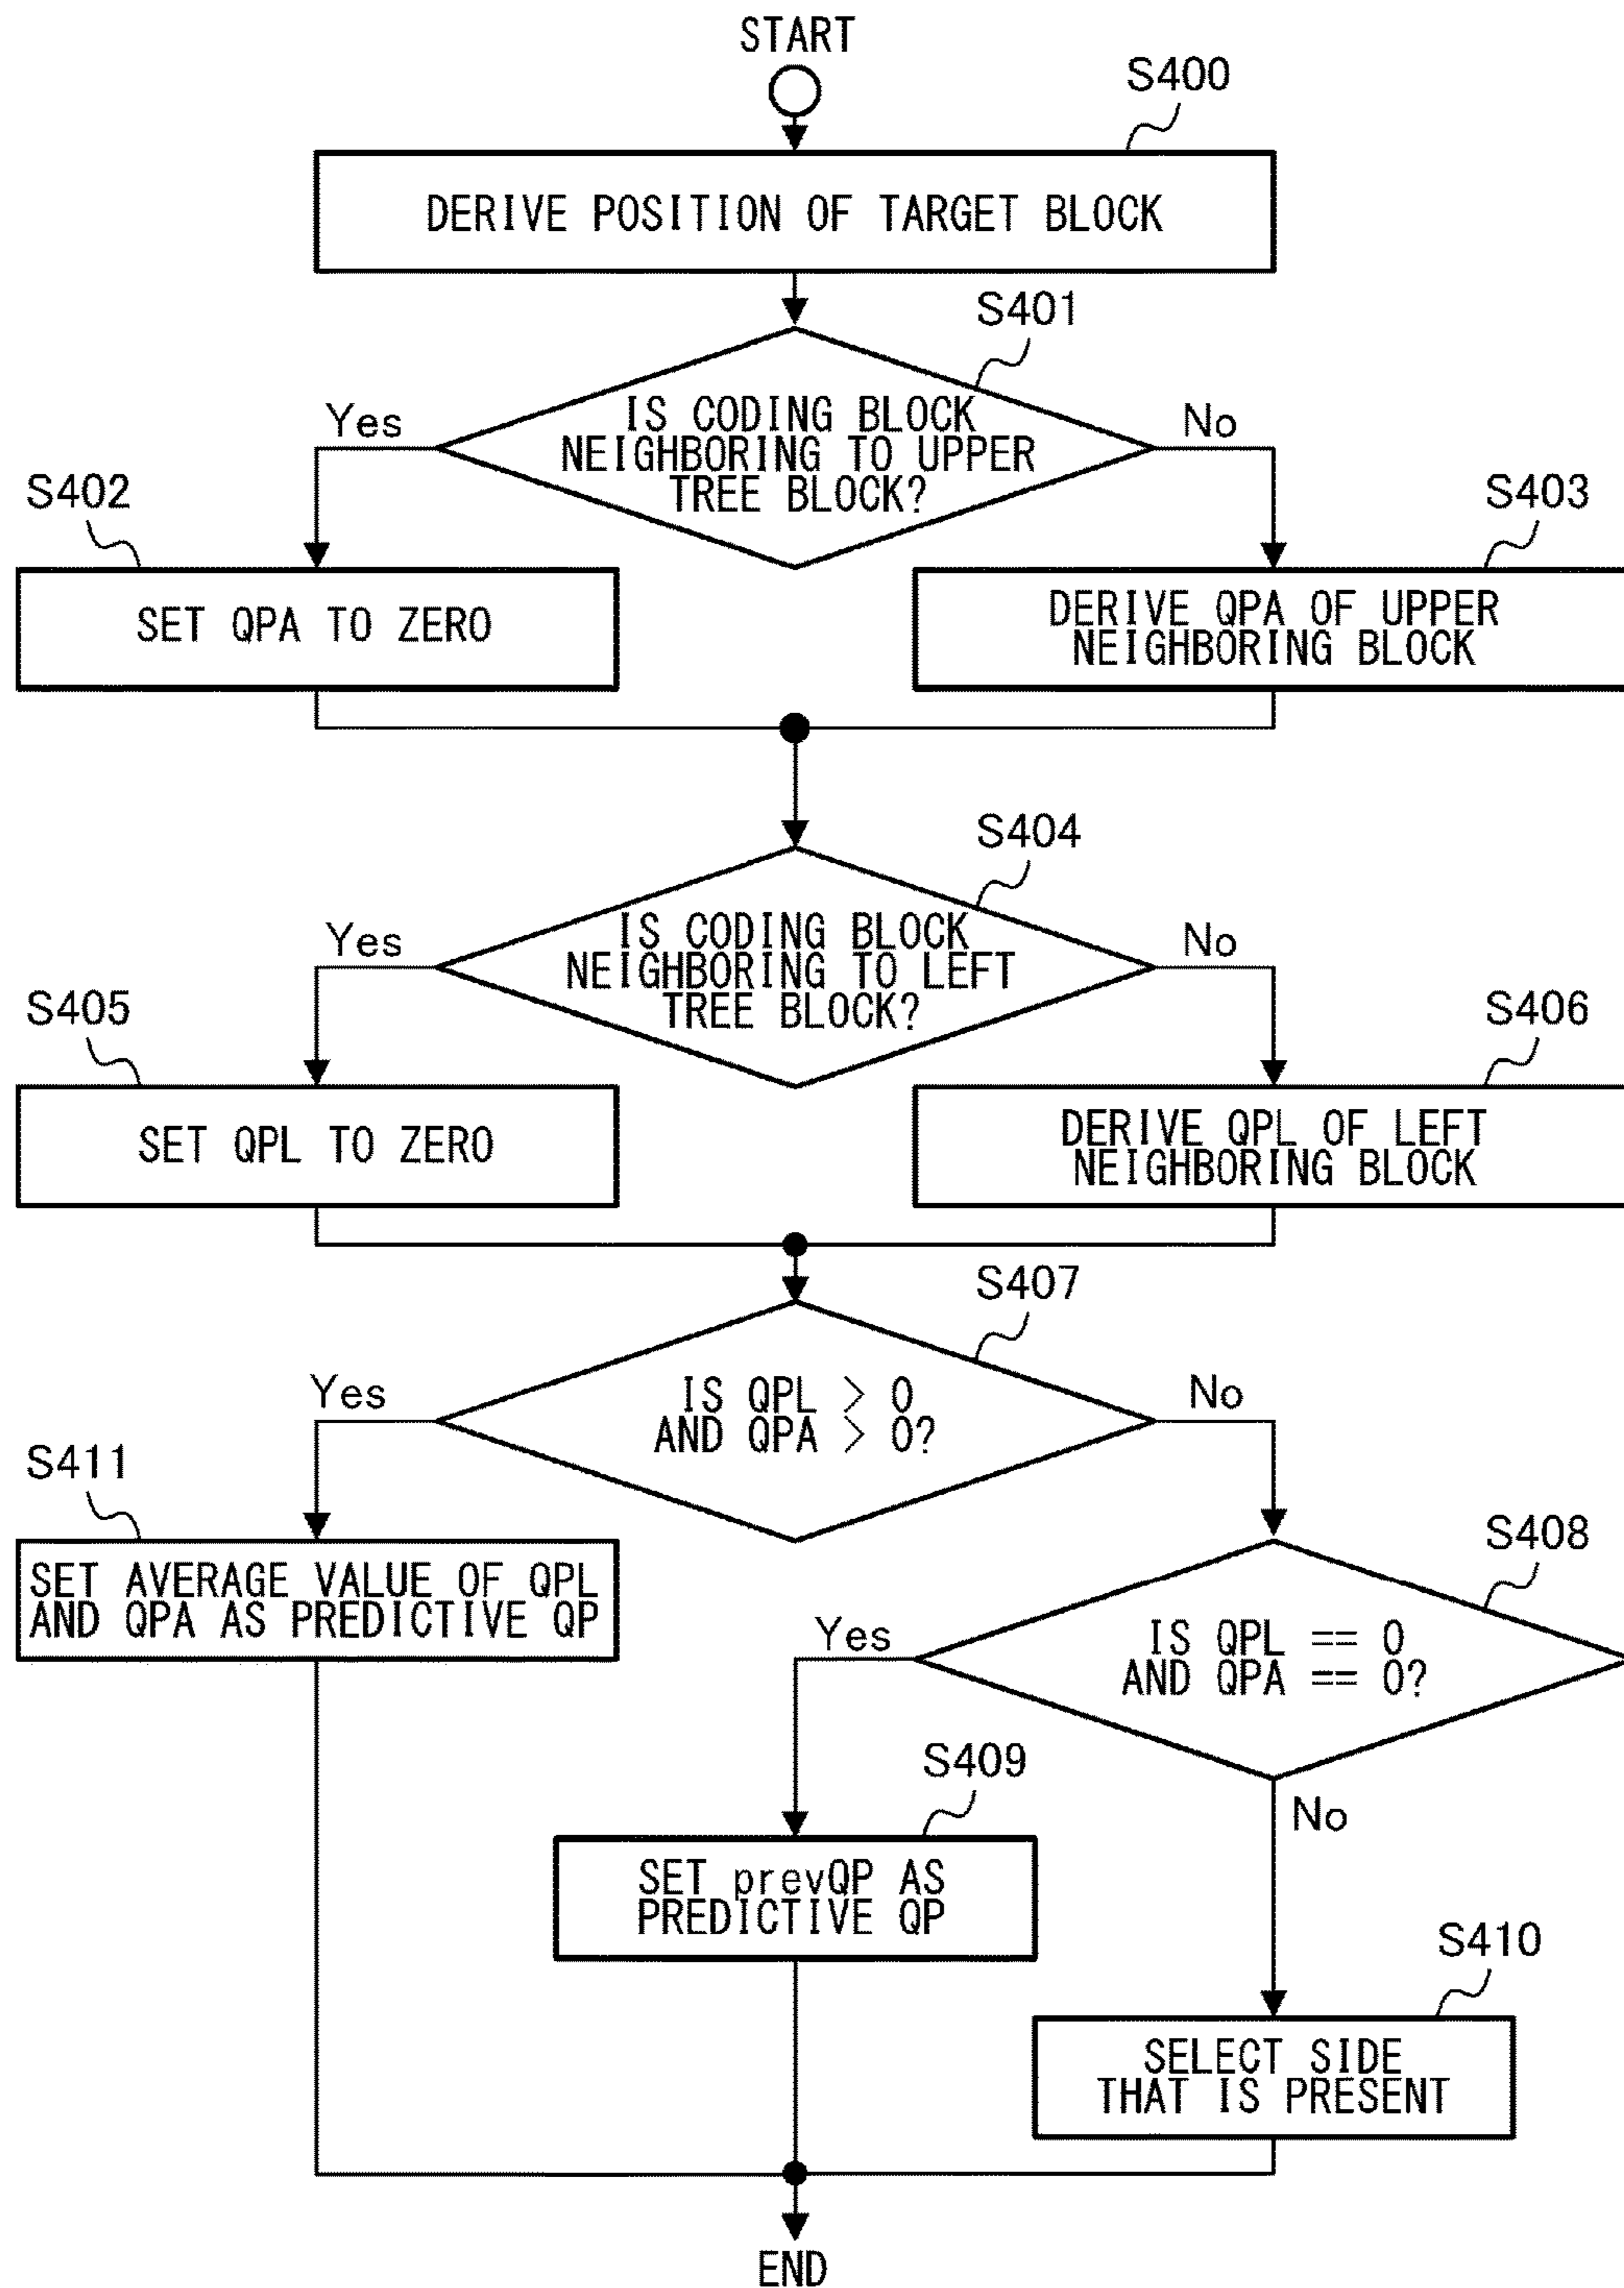 START
S400
DERIVE POSITION OF TARGET BLOCK
S401
IS CODING BLOCK
NEIGHBORING TO UPPER
TREE BLOCK?
Yes
No
S402
S403
SET QPA TO ZERO
DERIVE QPA OF UPPER
NEIGHBORING BLOCK
S404
IS CODING BLOCK
NEIGHBORING TO LEFT
TREE BLOCK?
Yes
No
S405
S406
SET QPL TO ZERO
DERIVE QPL OF LEFT
NEIGHBORING BLOCK
S407
IS QPL > 0
AND QPA > 0?
Yes
No
S411
SET AVERAGE VALUE OF QPL
AND QPA AS PREDICTIVE QP
S408
IS QPL == 0
AND QPA == 0?
Yes
No
S409
SET prevQP AS
PREDICTIVE QP
S410
SELECT SIDE
THAT IS PRESENT
END